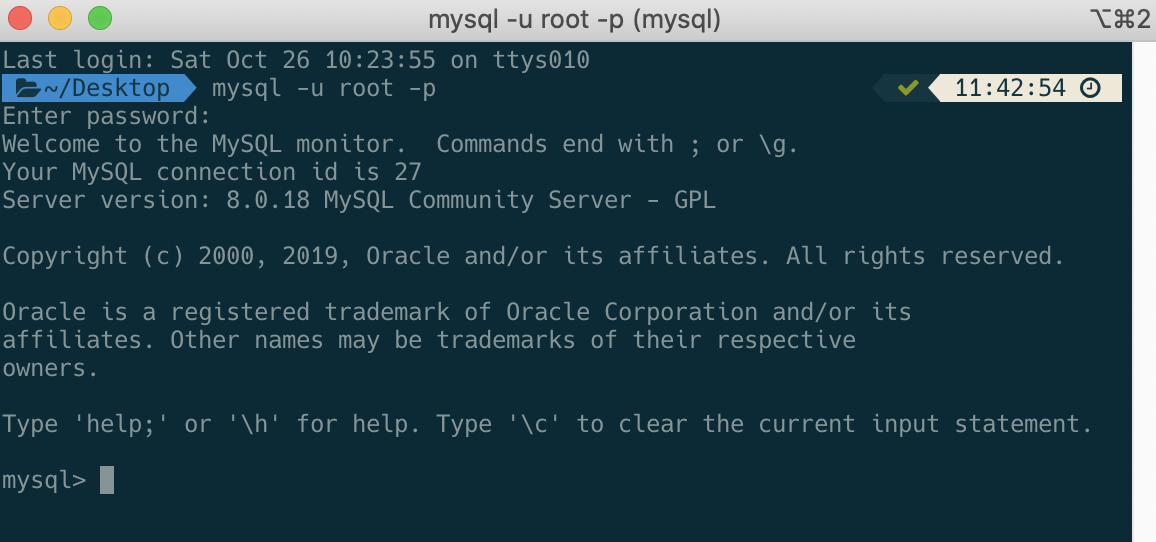 mysql -u root -p (mysql) ⌥⌘2
Last login: Sat Oct 26 10:23:55 on ttys010
~/Desktop mysql -u root -p 11:42:54
Enter password:
Welcome to the MySQL monitor.  Commands end with ; or \g.
Your MySQL connection id is 27
Server version: 8.0.18 MySQL Community Server - GPL
Copyright (c) 2000, 2019, Oracle and/or its affiliates. All rights reserved.
Oracle is a registered trademark of Oracle Corporation and/or its
affiliates. Other names may be trademarks of their respective
owners.
Type 'help;' or '\h' for help. Type '\c' to clear the current input statement.
mysql>